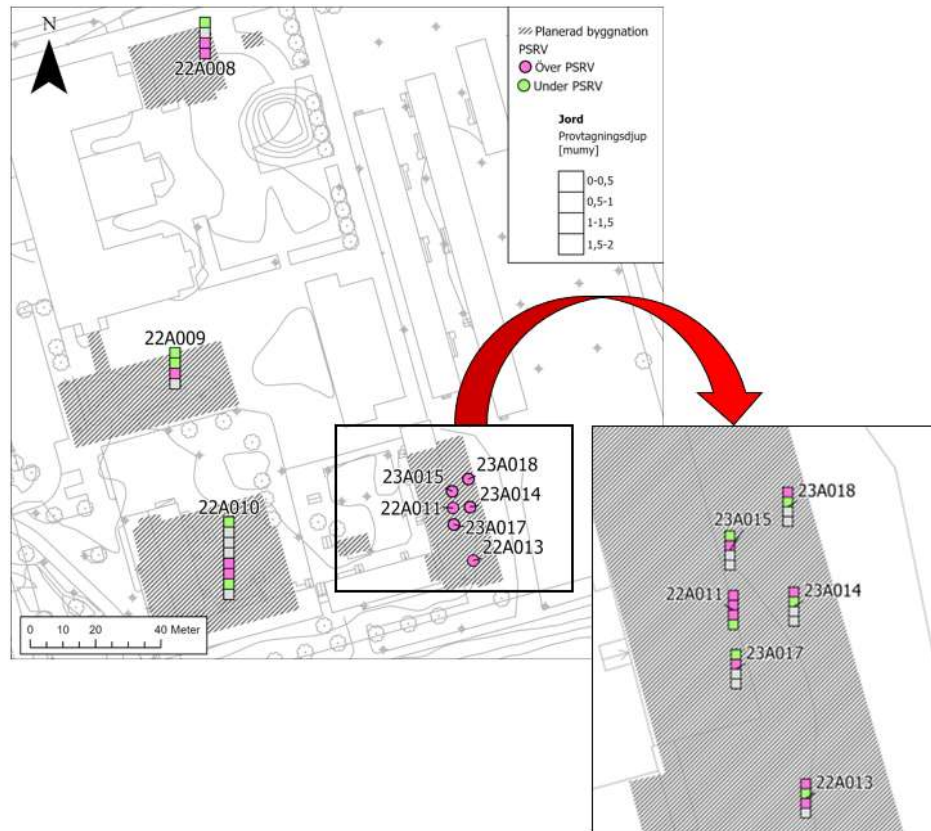 N
22A008
Planerad byggnation
PSRV
Över PSRV
Under PSRV
Jord
Provtagningsdjup
[mumy]
0-0,5
0,5-1
1-1,5
1,5-2
22A009
22A010
23A018
23A015
23A014
22A011
23A017
22A013
0 10 20 40 Meter
23A018
23A015
22A011
23A014
23A017
22A013